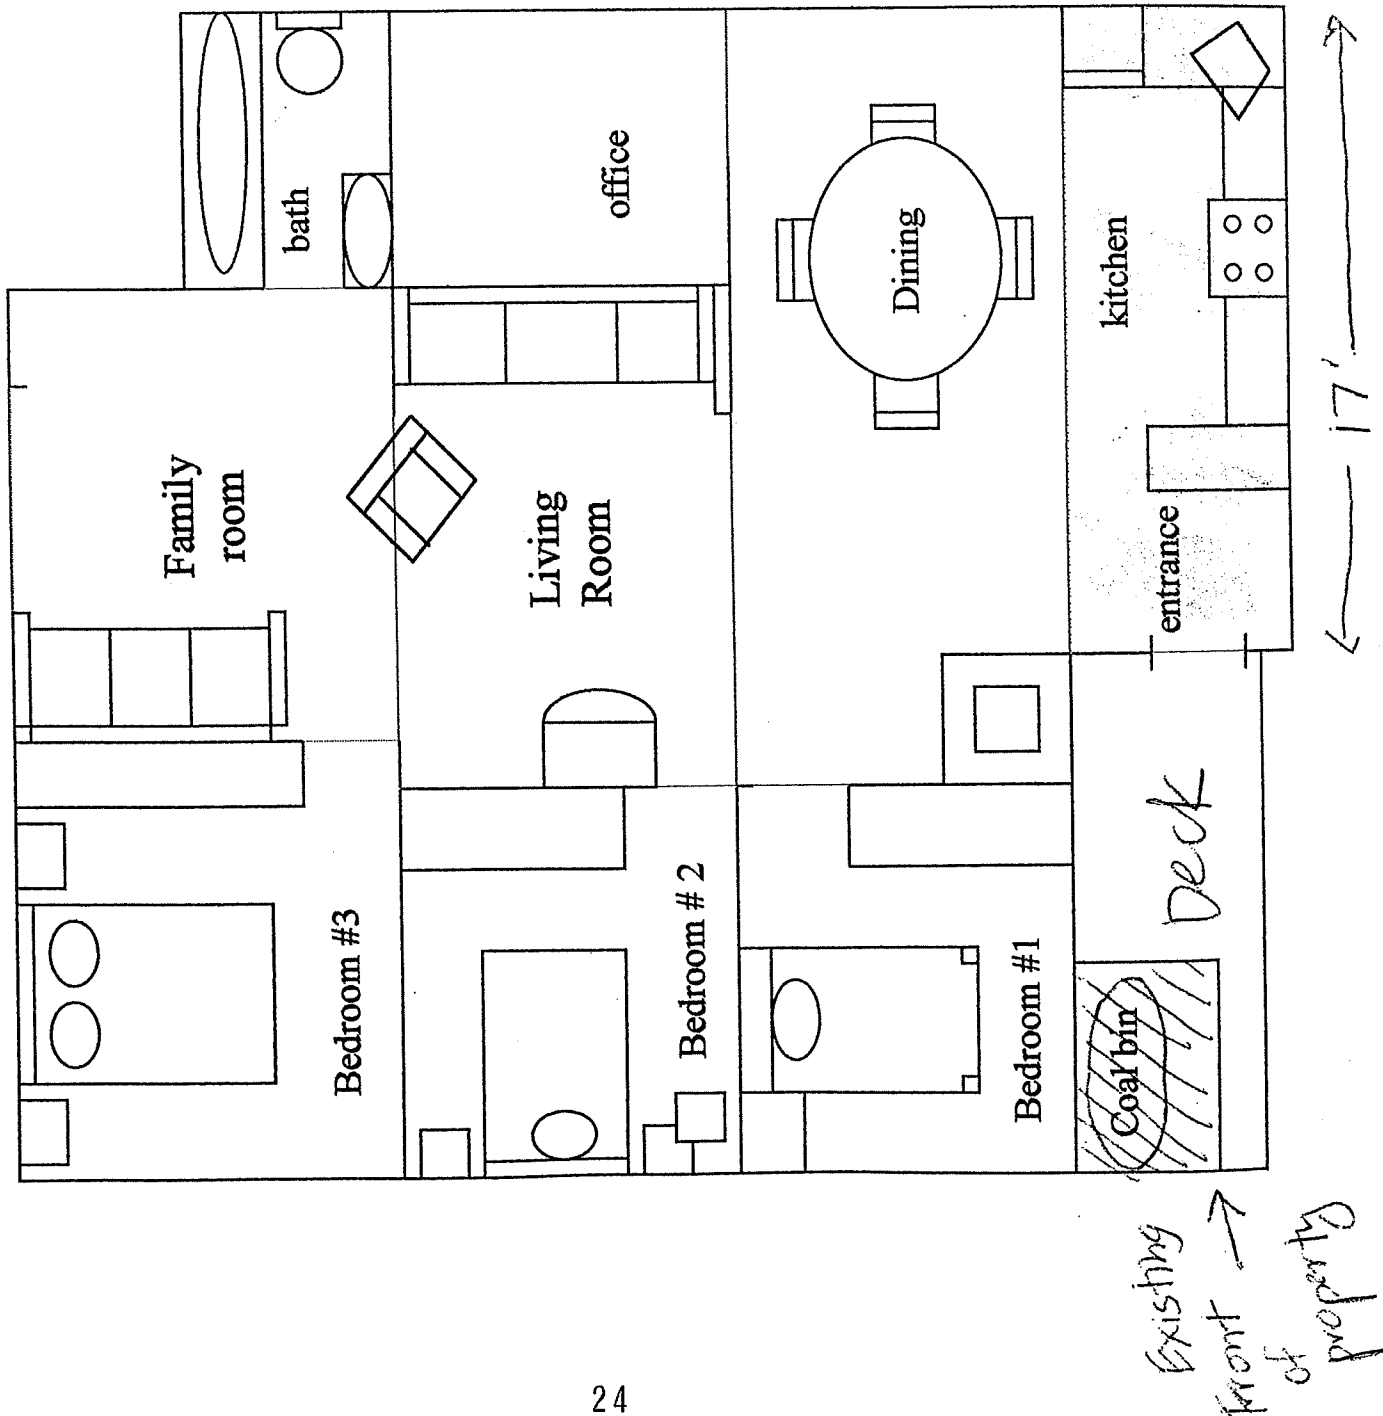 bath
office
Dining
kitchen
Family
room
Living
Room
entrance
Bedroom #3
Bedroom # 2
Bedroom #1
Deck
Coal bin
17'
Existing
Front
of
property
24